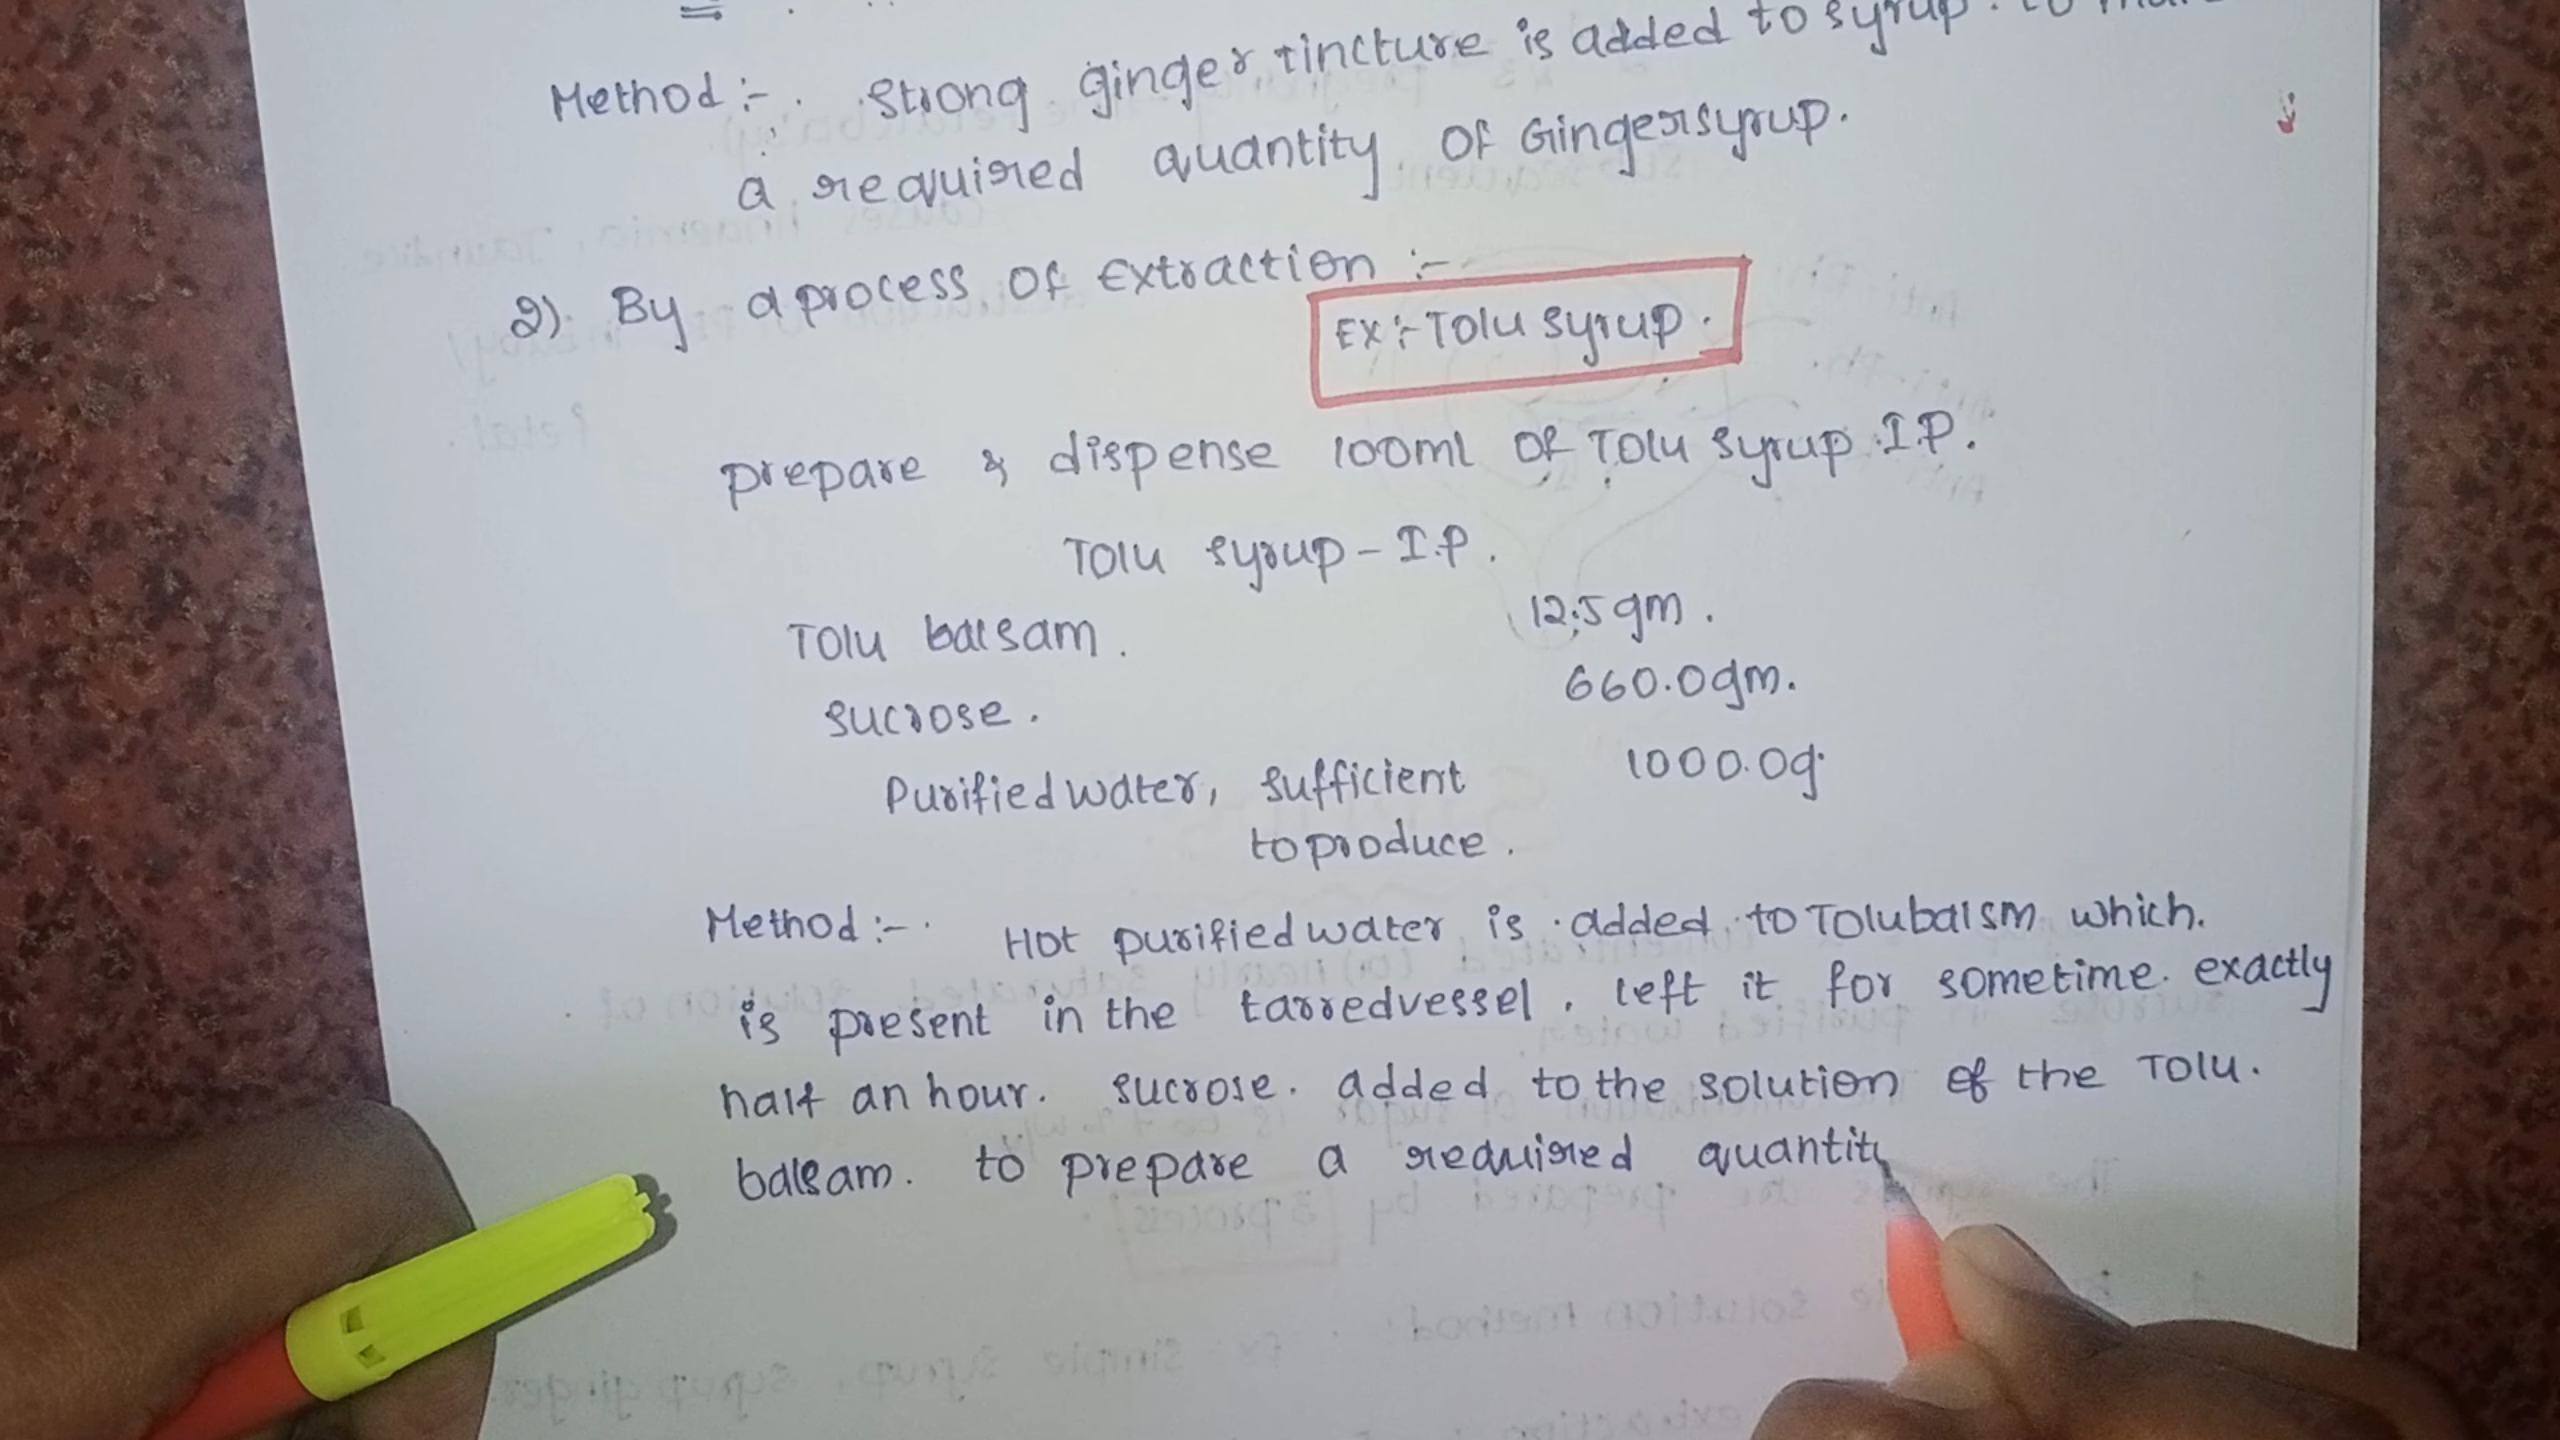 Method :- . Strong ginger tincture is added to syrup. to
a required quantity of Gingersyrup.
2) By a process of Extraction :-
Ex :- Tolu syrup.
prepare & dispense 100ml of Tolu syrup I.P.
Tolu syrup - I.P.
Tolu balsam. 12.5gm.
sucrose. 660.0gm.
Purified water, sufficient 1000.0g.
to produce.
Method :- . Hot purified water is added to Tolu balsm which.
is present in the tarredvessel. left it for sometime. exactly
half an hour. sucrose. added to the solution of the Tolu.
balsam. to prepare a required quantity